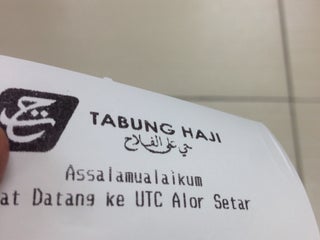 TABUNG HAJI
حي على الفلاح
Assalamualaikum
at Datang ke UTC Alor Setar